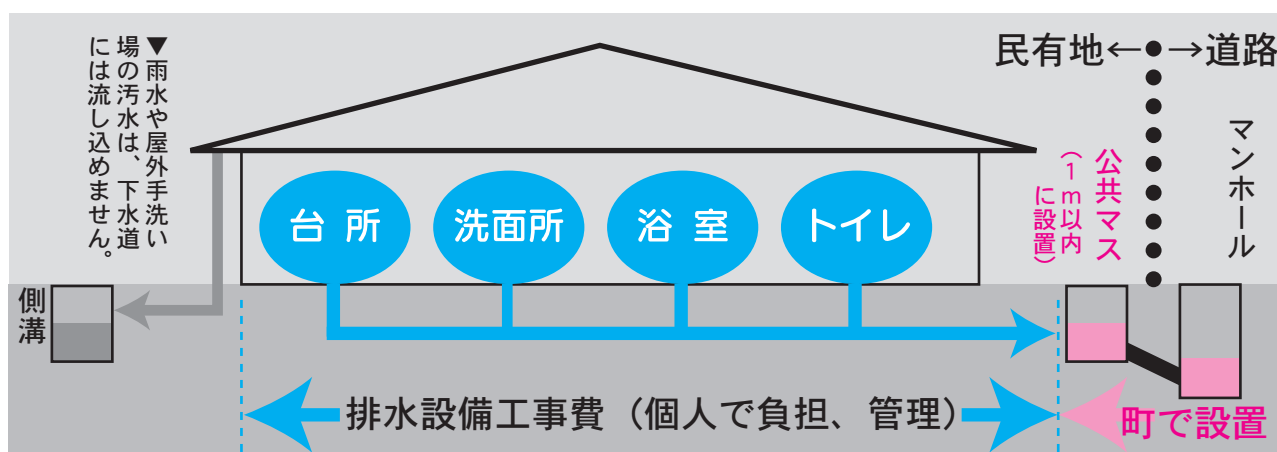 ▼雨水や屋外手洗い
場の汚水は、下水道
には流し込めません。
民有地←●→道路
マンホール
公共マス
(1m以内
に設置)
台所
洗面所
浴室
トイレ
側溝
排水設備工事費(個人で負担、管理)
町で設置